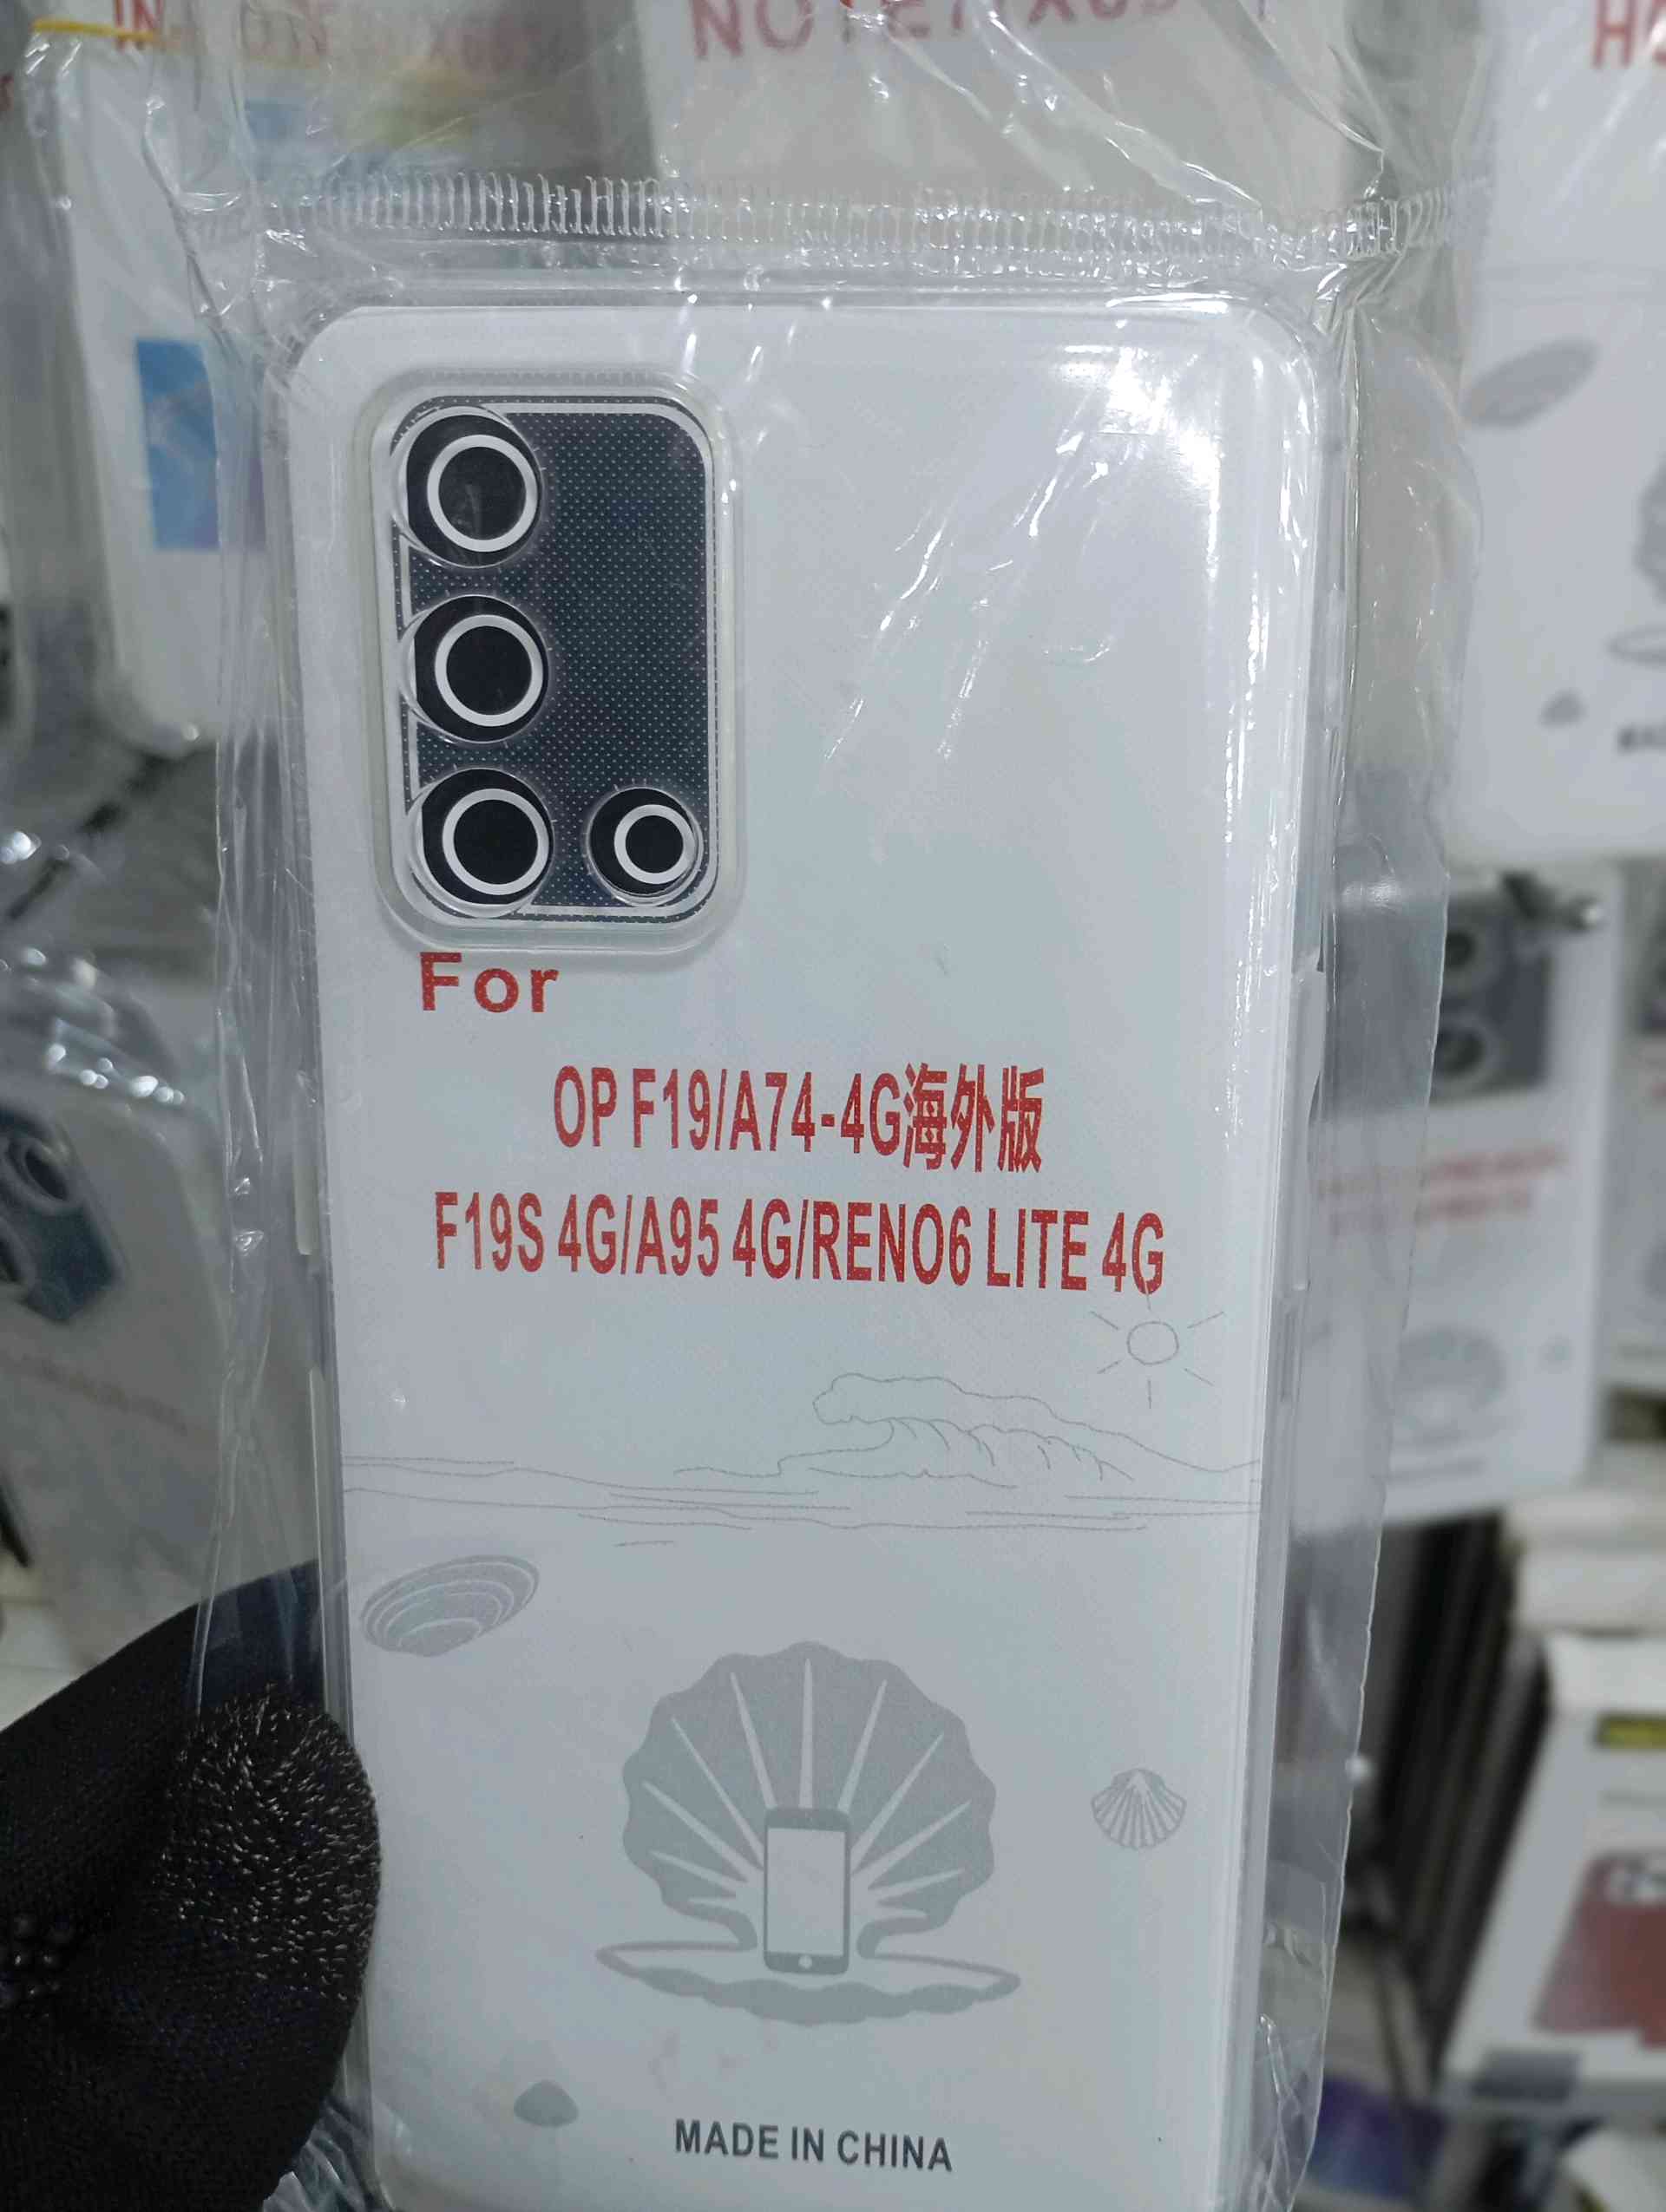 For
OP F19/A74-4G海外版
F19S 4G/A95 4G/RENO6 LITE 4G
MADE IN CHINA